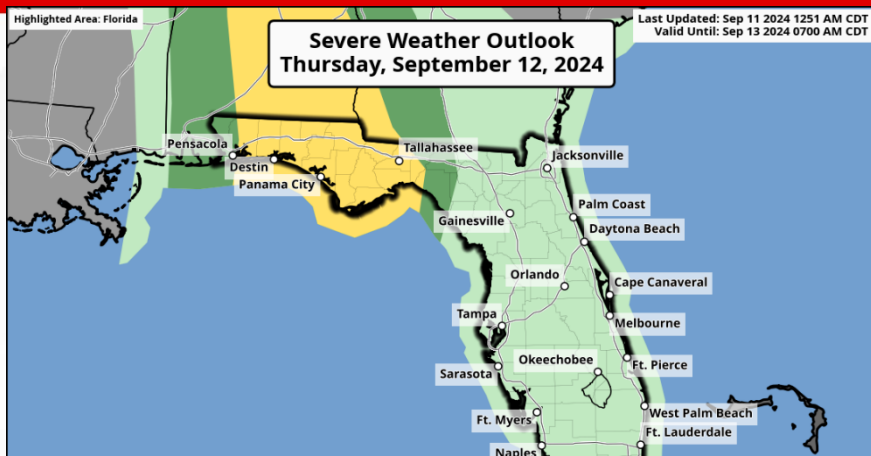 Highlighted Area: Florida
Last Updated: Sep 11 2024 1251 AM CDT
Valid Until: Sep 13 2024 0700 AM CDT
Severe Weather Outlook
Thursday, September 12, 2024
Pensacola
Tallahassee
Destin
Panama City
Jacksonville
Gainesville
Palm Coast
Daytona Beach
Orlando
Cape Canaveral
Tampa
Melbourne
Okeechobee
Ft. Pierce
Sarasota
West Palm Beach
Ft. Myers
Ft. Lauderdale
Naples